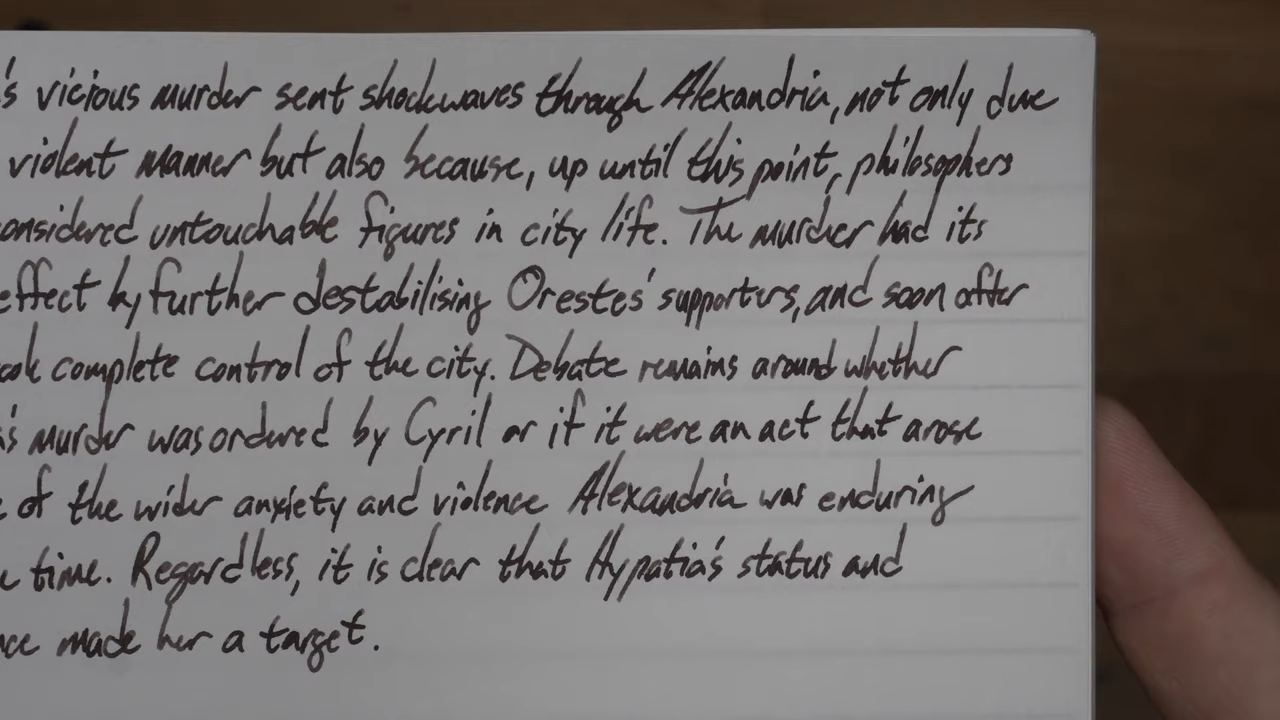 's vicious murder sent shockwaves through Alexandria, not only due
violent manner but also because, up until this point, philosophers
onsidered untouchable figures in city life. The murder had its
effect by further destabilising Orestes' supporters, and soon after
ook complete control of the city. Debate remains around whether
's murder was ordered by Cyril or if it were an act that arose
of the wider anxiety and violence Alexandria was enduring
time. Regardless, it is clear that Hypatia's status and
nce made her a target.